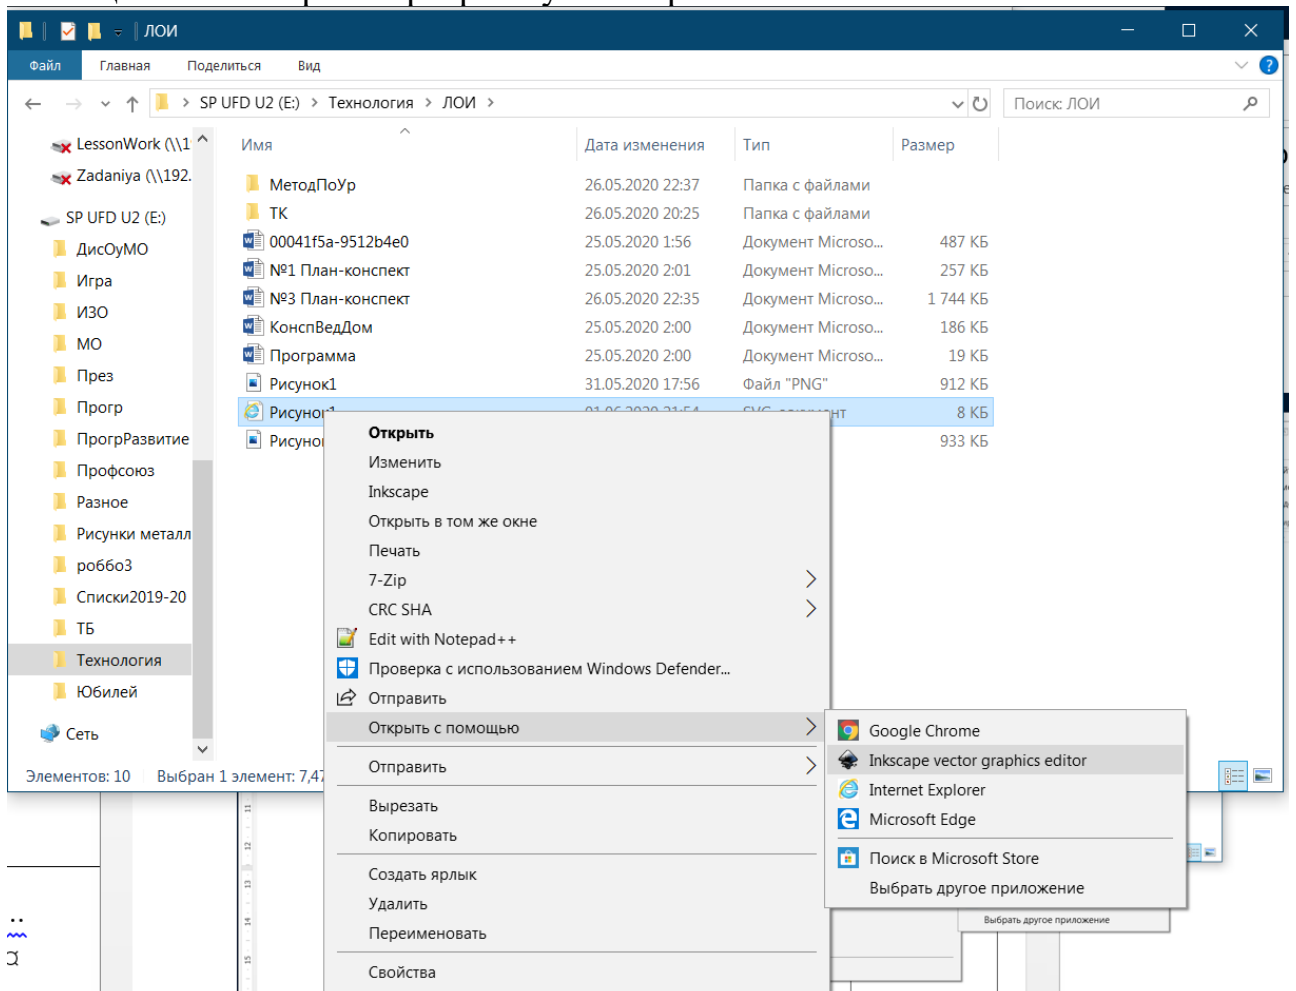 ЛОИ
Файл Главная Поделиться Вид
SP UFD U2 (E:) > Технология > ЛОИ > Поиск: ЛОИ
Имя Дата изменения Тип Размер
LessonWork (\\1
Zadaniya (\\192.
SP UFD U2 (E:)
ДисОуМО
Игра
ИЗО
МО
През
Прогр
ПрогрРазвитие
Профсоюз
Разное
Рисунки металл
роббо3
Списки2019-20
ТБ
Технология
Юбилей
Сеть
МетодПоУр 26.05.2020 22:37 Папка с файлами
ТК 26.05.2020 20:25 Папка с файлами
00041f5a-9512b4e0 25.05.2020 1:56 Документ Microso... 487 КБ
№1 План-конспект 25.05.2020 2:01 Документ Microso... 257 КБ
№3 План-конспект 26.05.2020 22:35 Документ Microso... 1 744 КБ
КонспВедДом 25.05.2020 2:00 Документ Microso... 186 КБ
Программа 25.05.2020 2:00 Документ Microso... 19 КБ
Рисунок1 31.05.2020 17:56 Файл "PNG" 912 КБ
Рисунок1 8 КБ
933 КБ
Открыть
Изменить
Inkscape
Открыть в том же окне
Печать
7-Zip
CRC SHA
Edit with Notepad++
Проверка с использованием Windows Defender...
Отправить
Открыть с помощью
Отправить
Вырезать
Копировать
Создать ярлык
Удалить
Переименовать
Свойства
Google Chrome
Inkscape vector graphics editor
Internet Explorer
Microsoft Edge
Поиск в Microsoft Store
Выбрать другое приложение
Выбрать другое приложение
Элементов: 10 Выбран 1 элемент: 7,47
11
12
13
14
15